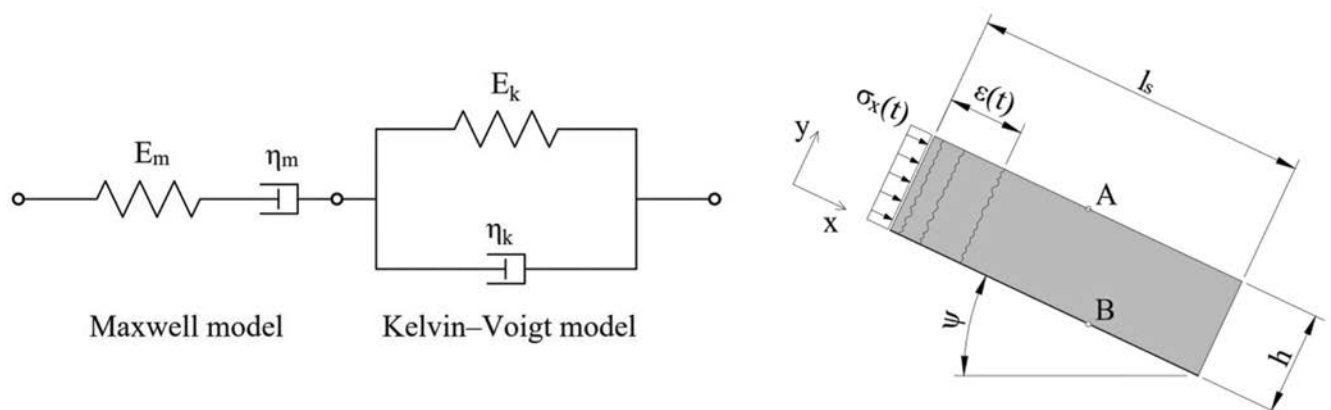 E_k
E_m
η_m
η_k
Maxwell model
Kelvin–Voigt model
l_s
ε(t)
σ_x(t)
y
x
A
B
ψ
h